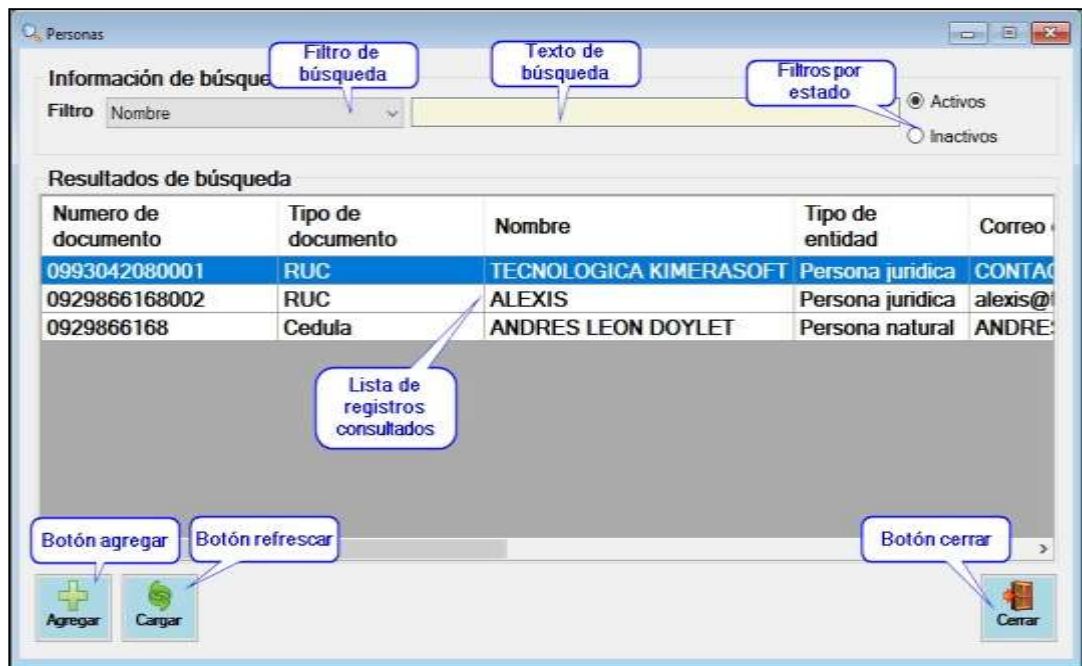 Personas
Filtro de
búsqueda
Texto de
búsqueda
Filtros por
estado
Información de búsque
Filtro
Nombre
Activos
Inactivos
Resultados de búsqueda
Numero de
documento
Tipo de
documento
Nombre
Tipo de
entidad
Correo
0993042080001 RUC TECNOLOGICA KIMERASOFT Persona juridica CONTAC
0929866168002 RUC ALEXIS Persona juridica alexis@
0929866168 Cedula ANDRES LEON DOYLET Persona natural ANDRE
Lista de
registros
consultados
Botón agregar
Botón refrescar
Botón cerrar
Agregar
Cargar
Cerrar